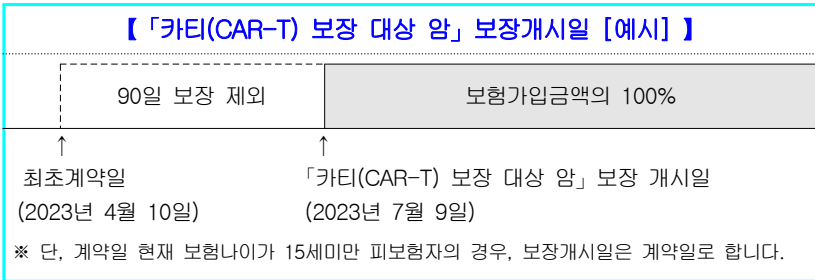 【「카티(CAR-T) 보장 대상 암」 보장개시일 [예시] 】
90일 보장 제외
보험가입금액의 100%
↑
↑
최초계약일
「카티(CAR-T) 보장 대상 암」 보장 개시일
(2023년 4월 10일)
(2023년 7월 9일)
※ 단, 계약일 현재 보험나이가 15세미만 피보험자의 경우, 보장개시일은 계약일로 합니다.